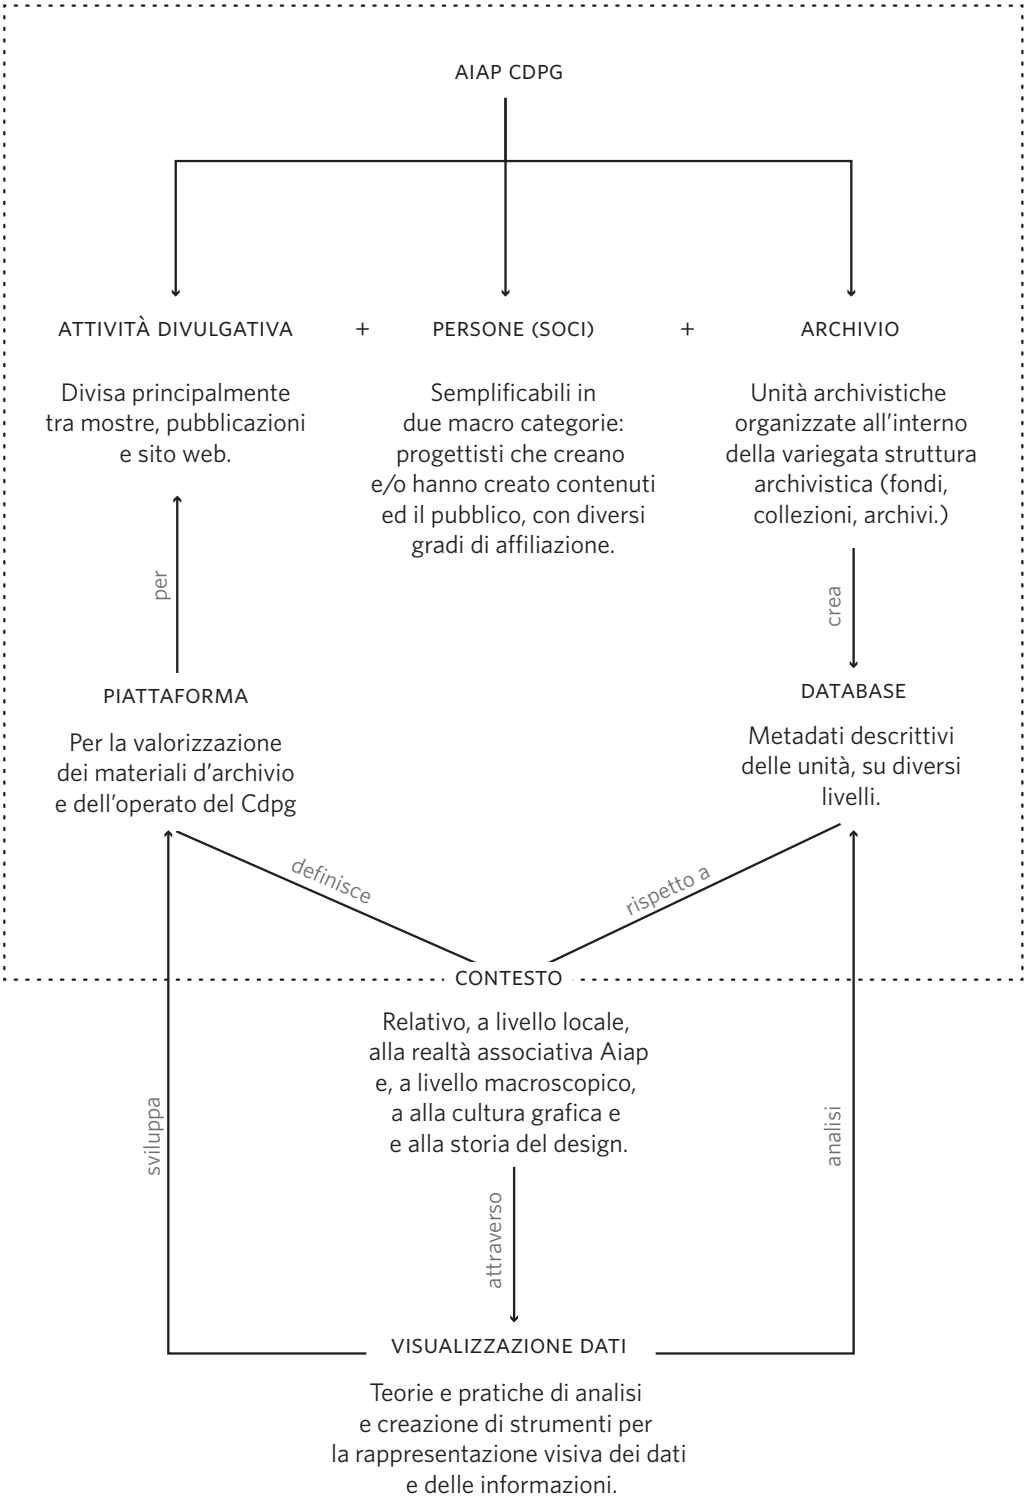 AIAP CDPG
ATTIVITÀ DIVULGATIVA
+
PERSONE (SOCI)
+
ARCHIVIO
Divisa principalmente
tra mostre, pubblicazioni
e sito web.
Semplificabili in
due macro categorie:
progettisti che creano
e/o hanno creato contenuti
ed il pubblico, con diversi
gradi di affiliazione.
Unità archivistiche
organizzate all'interno
della variegata struttura
archivistica (fondi,
collezioni, archivi.)
per
crea
PIATTAFORMA
Per la valorizzazione
dei materiali d'archivio
e dell'operato del Cdpg
DATABASE
Metadati descrittivi
delle unità, su diversi
livelli.
definisce
rispetto a
CONTESTO
Relativo, a livello locale,
alla realtà associativa Aiap
e, a livello macroscopico,
a alla cultura grafica e
e alla storia del design.
sviluppa
analisi
attraverso
VISUALIZZAZIONE DATI
Teorie e pratiche di analisi
e creazione di strumenti per
la rappresentazione visiva dei dati
e delle informazioni.